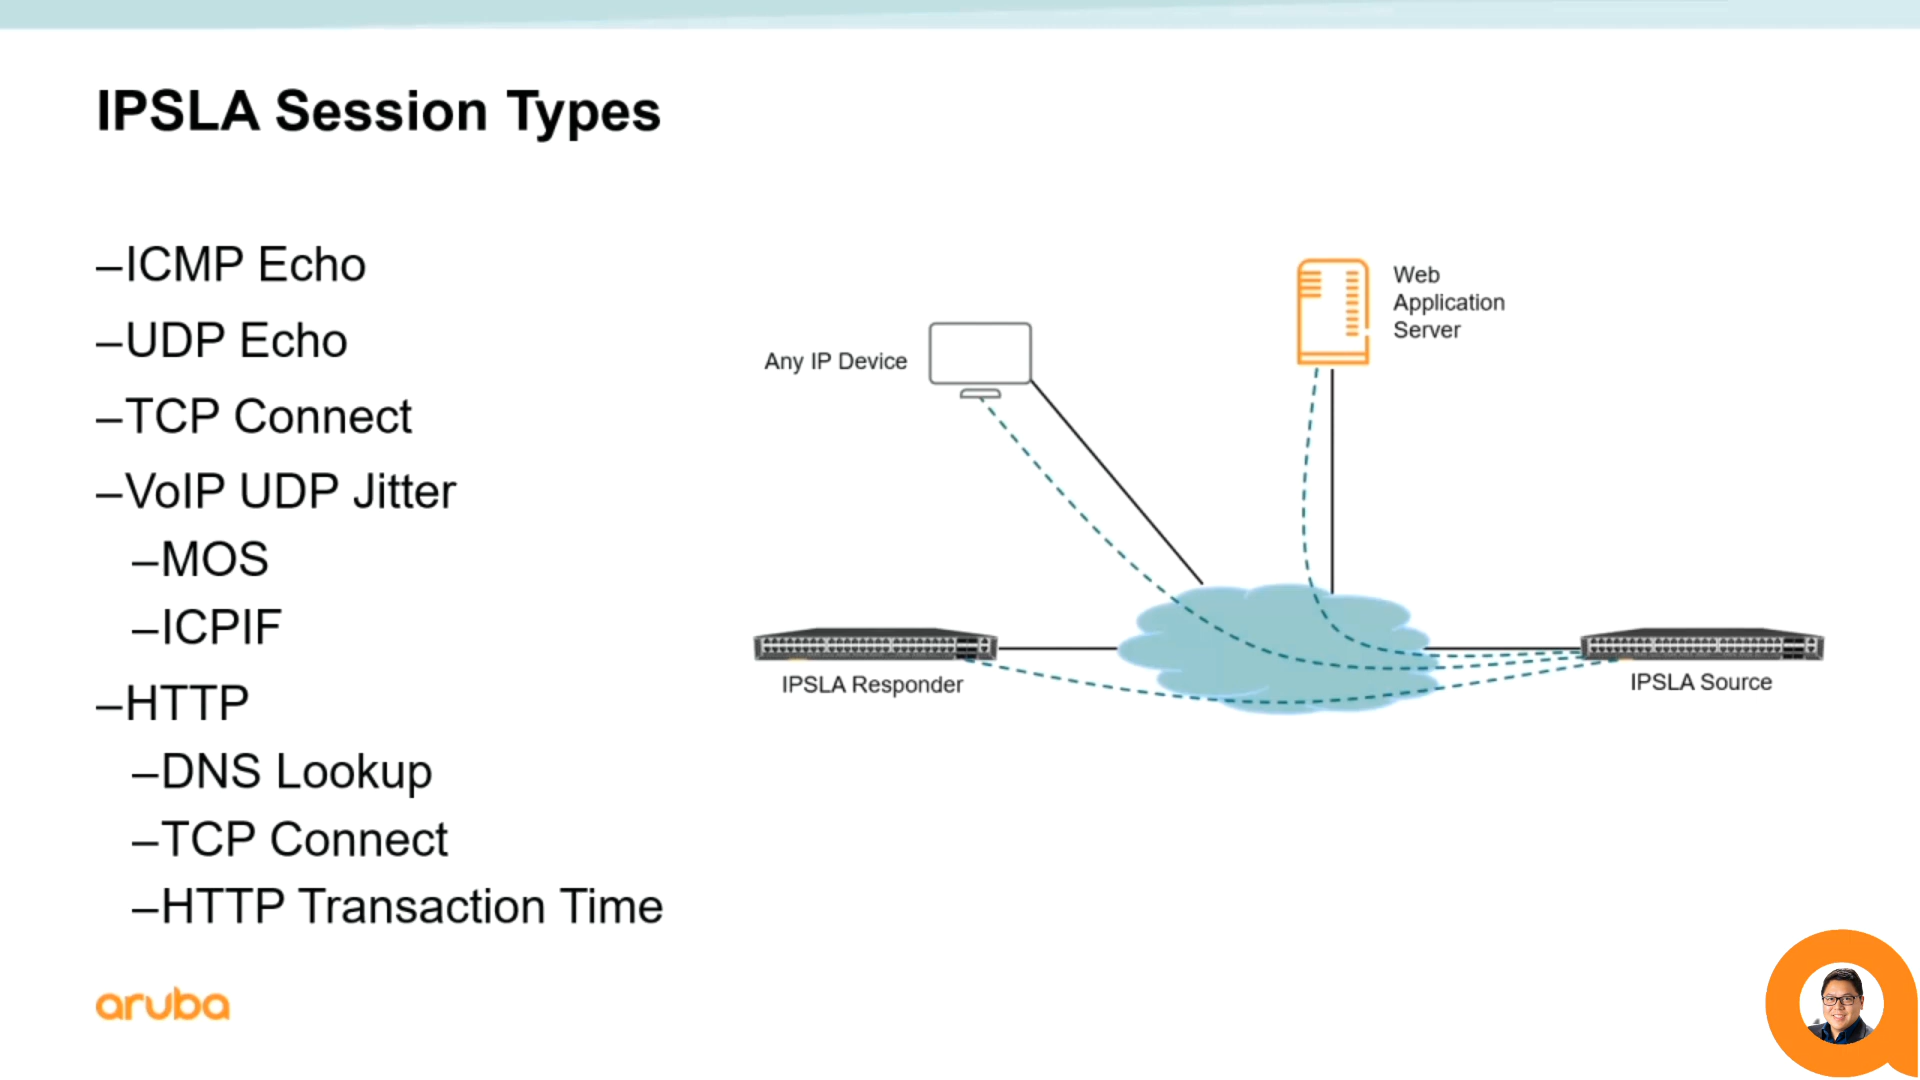 IPSLA Session Types
–ICMP Echo
–UDP Echo
–TCP Connect
–VoIP UDP Jitter
–MOS
–ICPIF
–HTTP
–DNS Lookup
–TCP Connect
–HTTP Transaction Time
Any IP Device
Web
Application
Server
IPSLA Responder
IPSLA Source
aruba